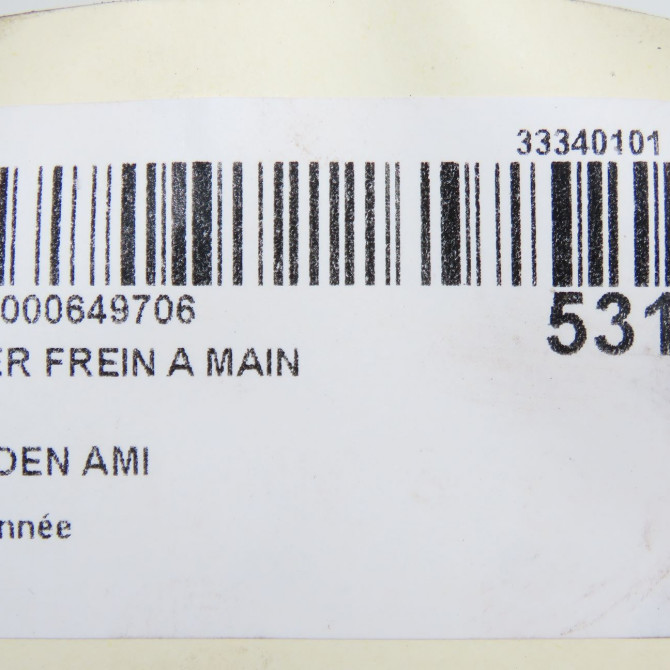 33340101
000649706
531
ER FREIN A MAIN
DEN AMI
nnée